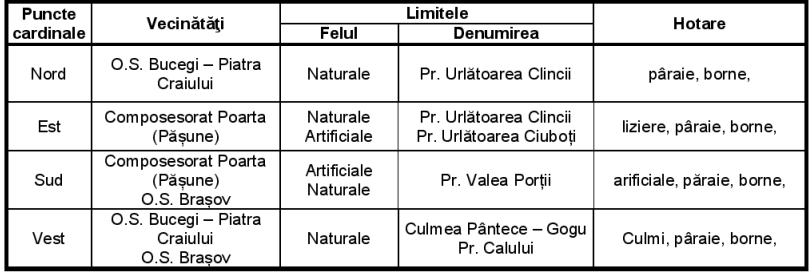 Puncte cardinale
Vecinătăţi
Limitele
Felul
Denumirea
Hotare
Nord
O.S. Bucegi – Piatra
Craiului
Naturale
Pr. Urlătoarea Clincii
pâraie, borne,
Est
Composesorat Poarta
(Pășune)
Naturale
Artificiale
Pr. Urlătoarea Clincii
Pr. Urlătoarea Ciuboți
liziere, pâraie, borne,
Sud
Composesorat Poarta
(Pășune)
O.S. Brașov
Artificiale
Naturale
Pr. Valea Porții
arificiale, păraie, borne,
Vest
O.S. Bucegi – Piatra
Craiului
O.S. Brașov
Naturale
Culmea Pântece – Gogu
Pr. Calului
Culmi, pâraie, borne,